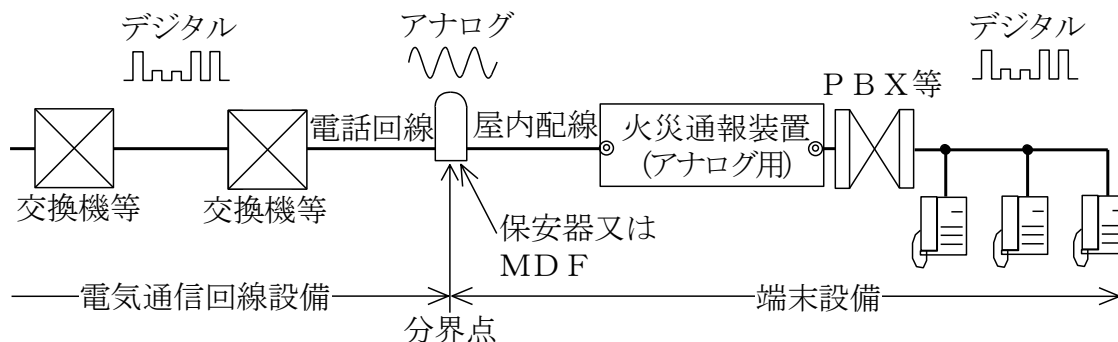 デジタル
アナログ
デジタル
ＰＢＸ等
電話回線
屋内配線
火災通報装置
(アナログ用)
交換機等
交換機等
保安器又は
ＭＤＦ
電気通信回線設備
端末設備
分界点